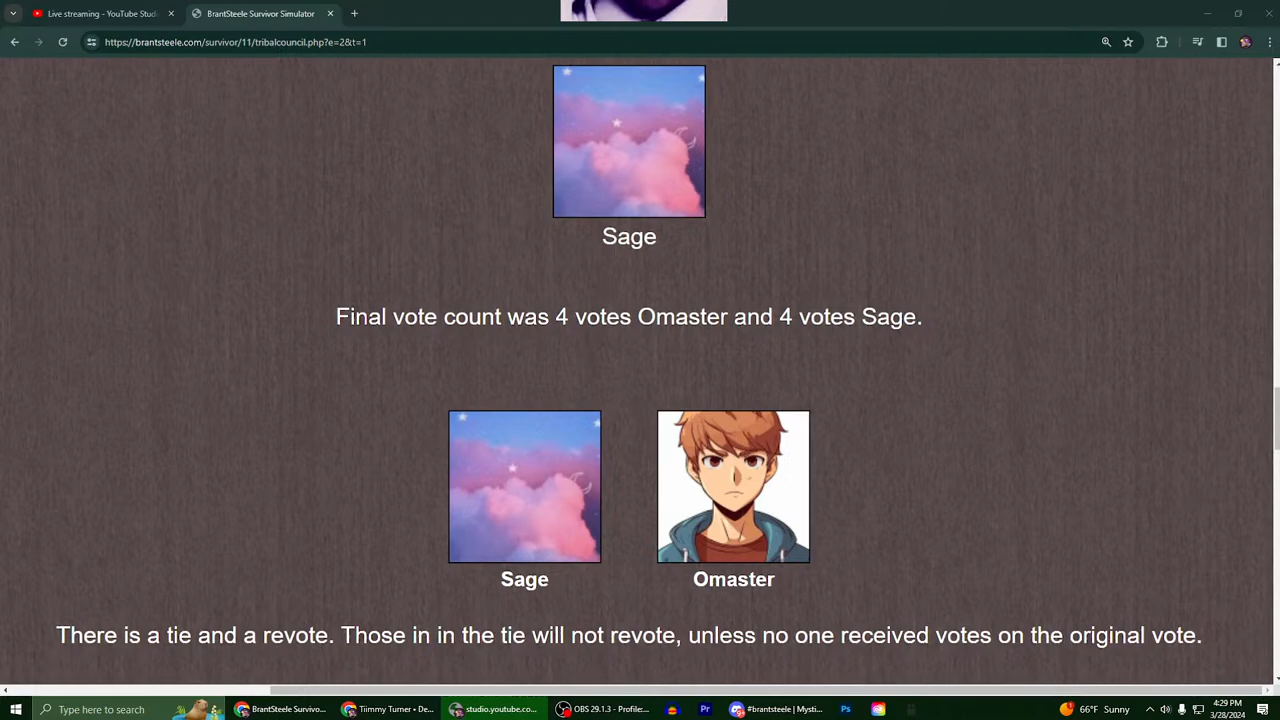 Live streaming - YouTube Studi
BrantSteele Survivor Simulator
https://brantsteele.com/survivor/11/tribalcouncil.php?e=2&t=1
Sage
Final vote count was 4 votes Omaster and 4 votes Sage.
Sage
Omaster
There is a tie and a revote. Those in in the tie will not revote, unless no one received votes on the original vote.
Type here to search
BrantSteele Survivo...
Tiimmy Turner • De...
studio.youtube.co...
OBS 29.1.3 - Profile...
Pr
#brantsteele | Mysti...
Ps
66°F Sunny
4:29 PM
3/28/2024